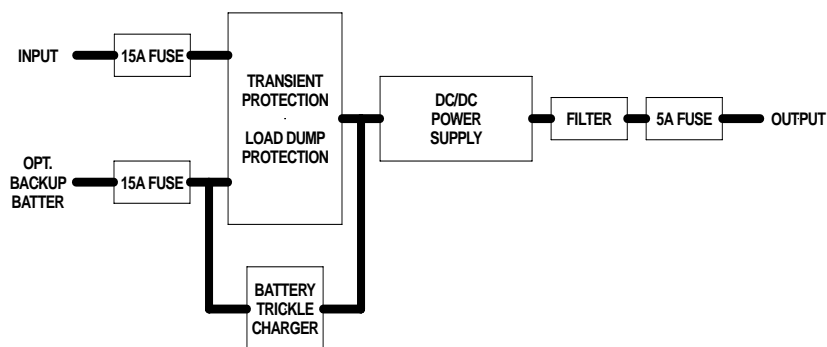 INPUT
15A FUSE
TRANSIENT
PROTECTION
.
LOAD DUMP
PROTECTION
OPT.
BACKUP
BATTER
15A FUSE
BATTERY
TRICKLE
CHARGER
DC/DC
POWER
SUPPLY
FILTER
5A FUSE
OUTPUT